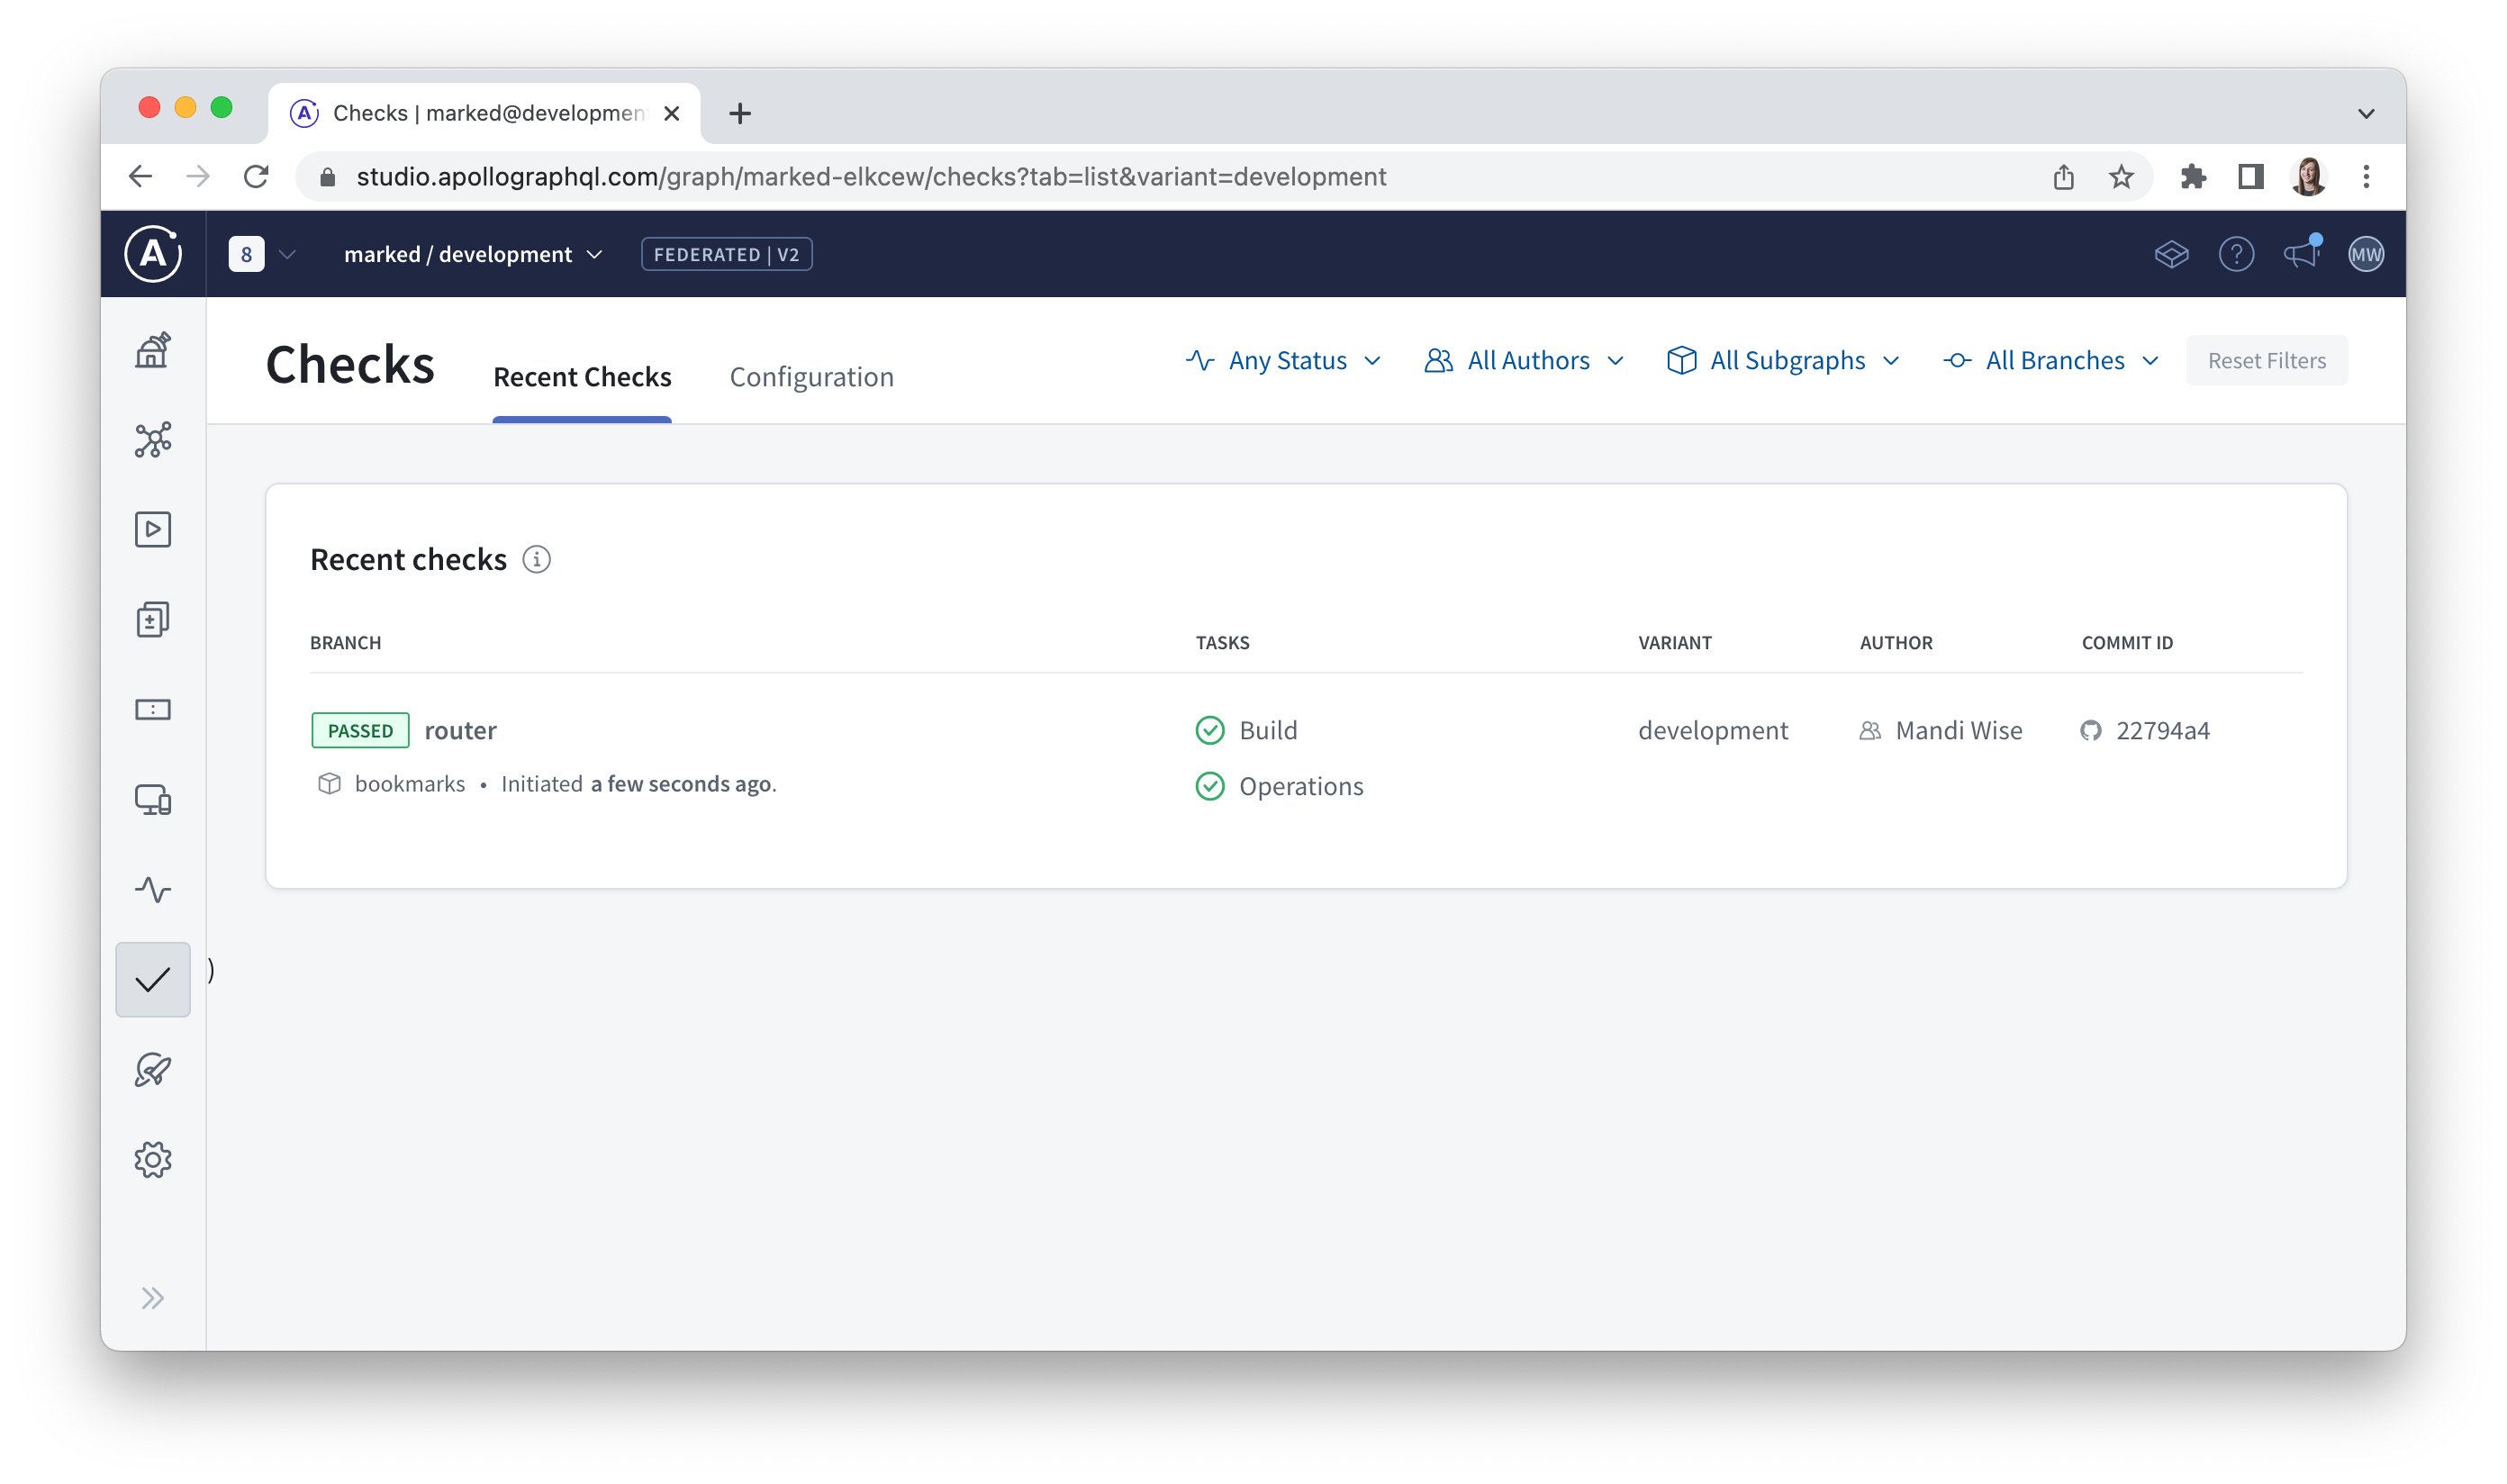 Checks | marked@developmen
studio.apollographql.com/graph/marked-elkcew/checks?tab=list&variant=development
A 8 marked / development FEDERATED | V2 ? MW
Checks Recent Checks Configuration Any Status All Authors All Subgraphs All Branches Reset Filters
Recent checks
BRANCH TASKS VARIANT AUTHOR COMMIT ID
PASSED router Build development Mandi Wise 22794a4
bookmarks • Initiated a few seconds ago. Operations
)